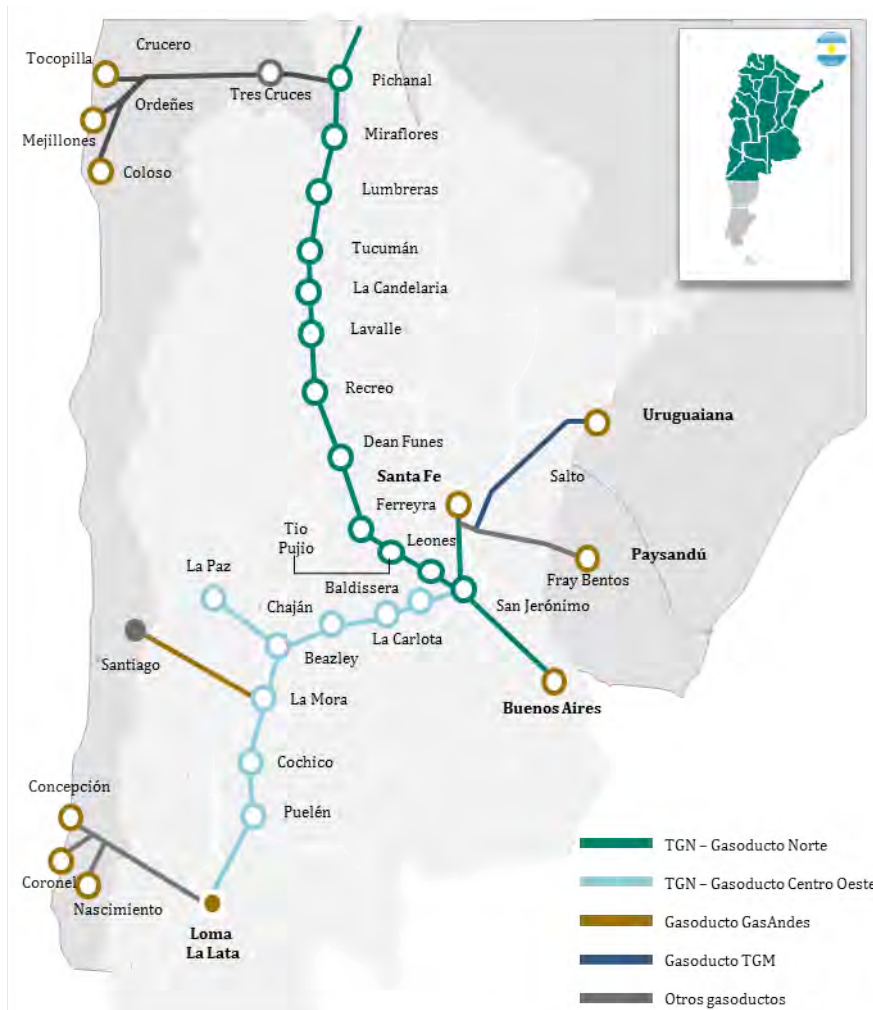 Crucero
Tocopilla
Pichanal
Tres Cruces
Ordeñes
Mejillones
Miraflores
Coloso
Lumbreras
Tucumán
La Candelaria
Lavalle
Recreo
Uruguaiana
Dean Funes
Santa Fe
Salto
Ferreyra
Tio
Pujio
Leones
Paysandú
La Paz
Fray Bentos
Baldissera
Chaján
San Jerónimo
La Carlota
Beazley
Santiago
La Mora
Buenos Aires
Cochico
Concepción
Puelén
Coronel
Nascimiento
Loma
La Lata
TGN – Gasoducto Norte
TGN – Gasoducto Centro Oeste
Gasoducto GasAndes
Gasoducto TGM
Otros gasoductos